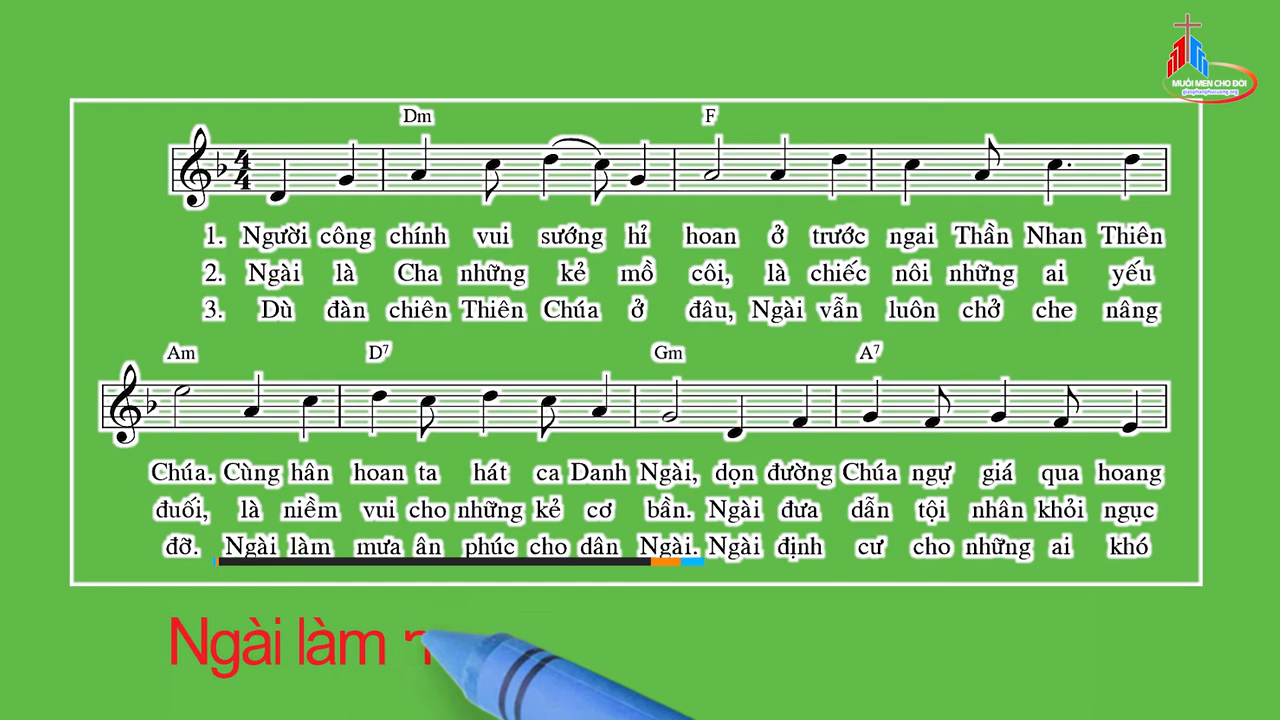 MUỐI MEN CHO ĐỜI
giaophanphucuong.org
Dm F
4
4
1. Người công chính vui sướng hỉ hoan ở trước ngai Thần Nhan Thiên
2. Ngài là Cha những kẻ mồ côi, là chiếc nôi những ai yếu
3. Dù đàn chiên Thiên Chúa ở đâu, Ngài vẫn luôn chở che nâng
Am D7 Gm A7
Chúa. Cùng hân hoan ta hát ca Danh Ngài, dọn đường Chúa ngự giá qua hoang
đuối, là niềm vui cho những kẻ cơ bần. Ngài đưa dẫn tội nhân khỏi ngục
đỡ. Ngài làm mưa ân phúc cho dân Ngài. Ngài định cư cho những ai khó
Ngài làm